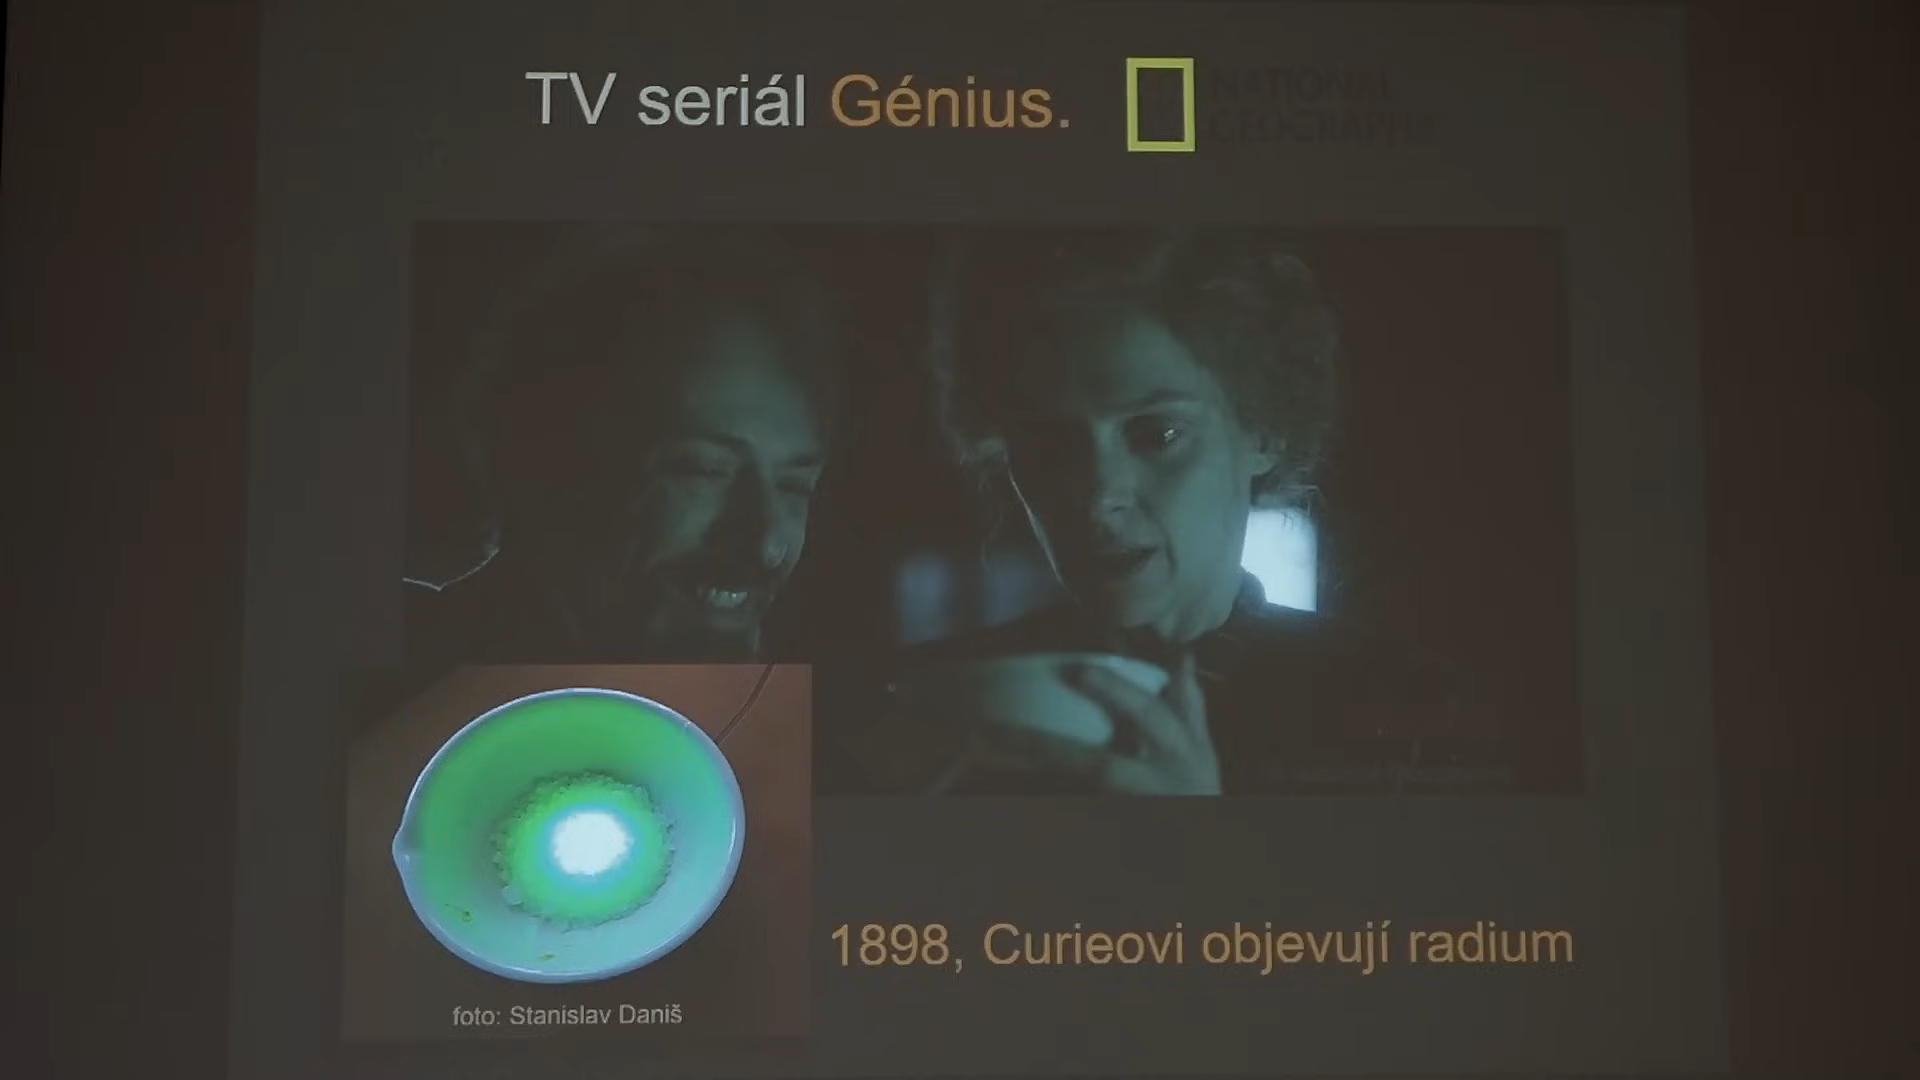 TV seriál Génius.
NATIONAL
GEOGRAPHIC
1898, Curieovi objevují radium
foto: Stanislav Daniš